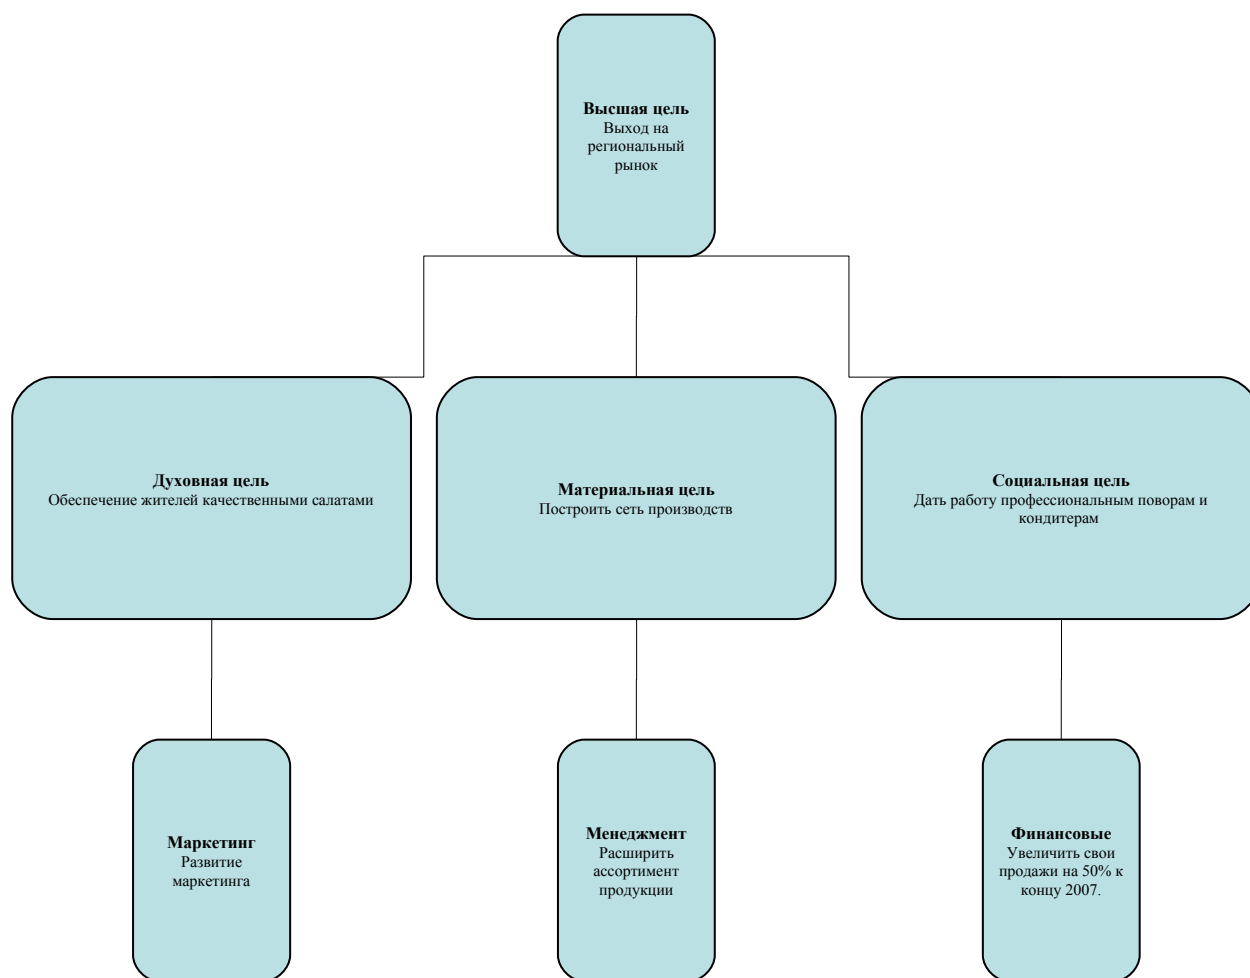 Высшая цель
Выход на
региональный
рынок
Духовная цель
Обеспечение жителей качественными салатами
Материальная цель
Построить сеть производств
Социальная цель
Дать работу профессиональным поворам и
кондитерам
Маркетинг
Развитие
маркетинга
Менеджмент
Расширить
ассортимент
продукции
Финансовые
Увеличить свои
продажи на 50% к
концу 2007.